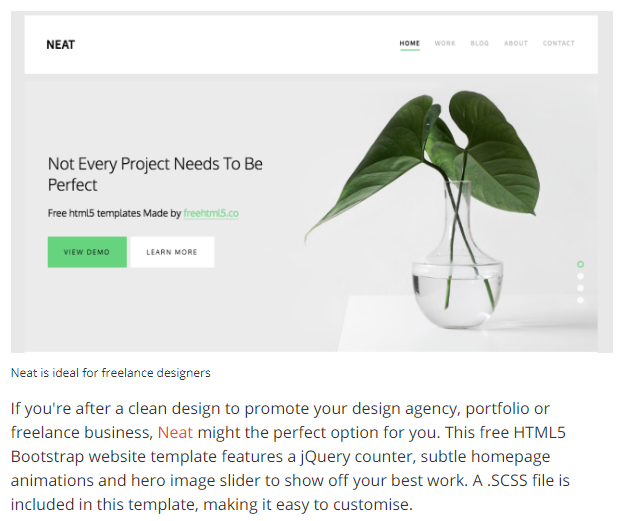 NEAT
HOME WORK BLOG ABOUT CONTACT
Not Every Project Needs To Be
Perfect
Free html5 templates Made by freehtml5.co
VIEW DEMO LEARN MORE
Neat is ideal for freelance designers
If you're after a clean design to promote your design agency, portfolio or
freelance business, Neat might the perfect option for you. This free HTML5
Bootstrap website template features a jQuery counter, subtle homepage
animations and hero image slider to show off your best work. A .SCSS file is
included in this template, making it easy to customise.